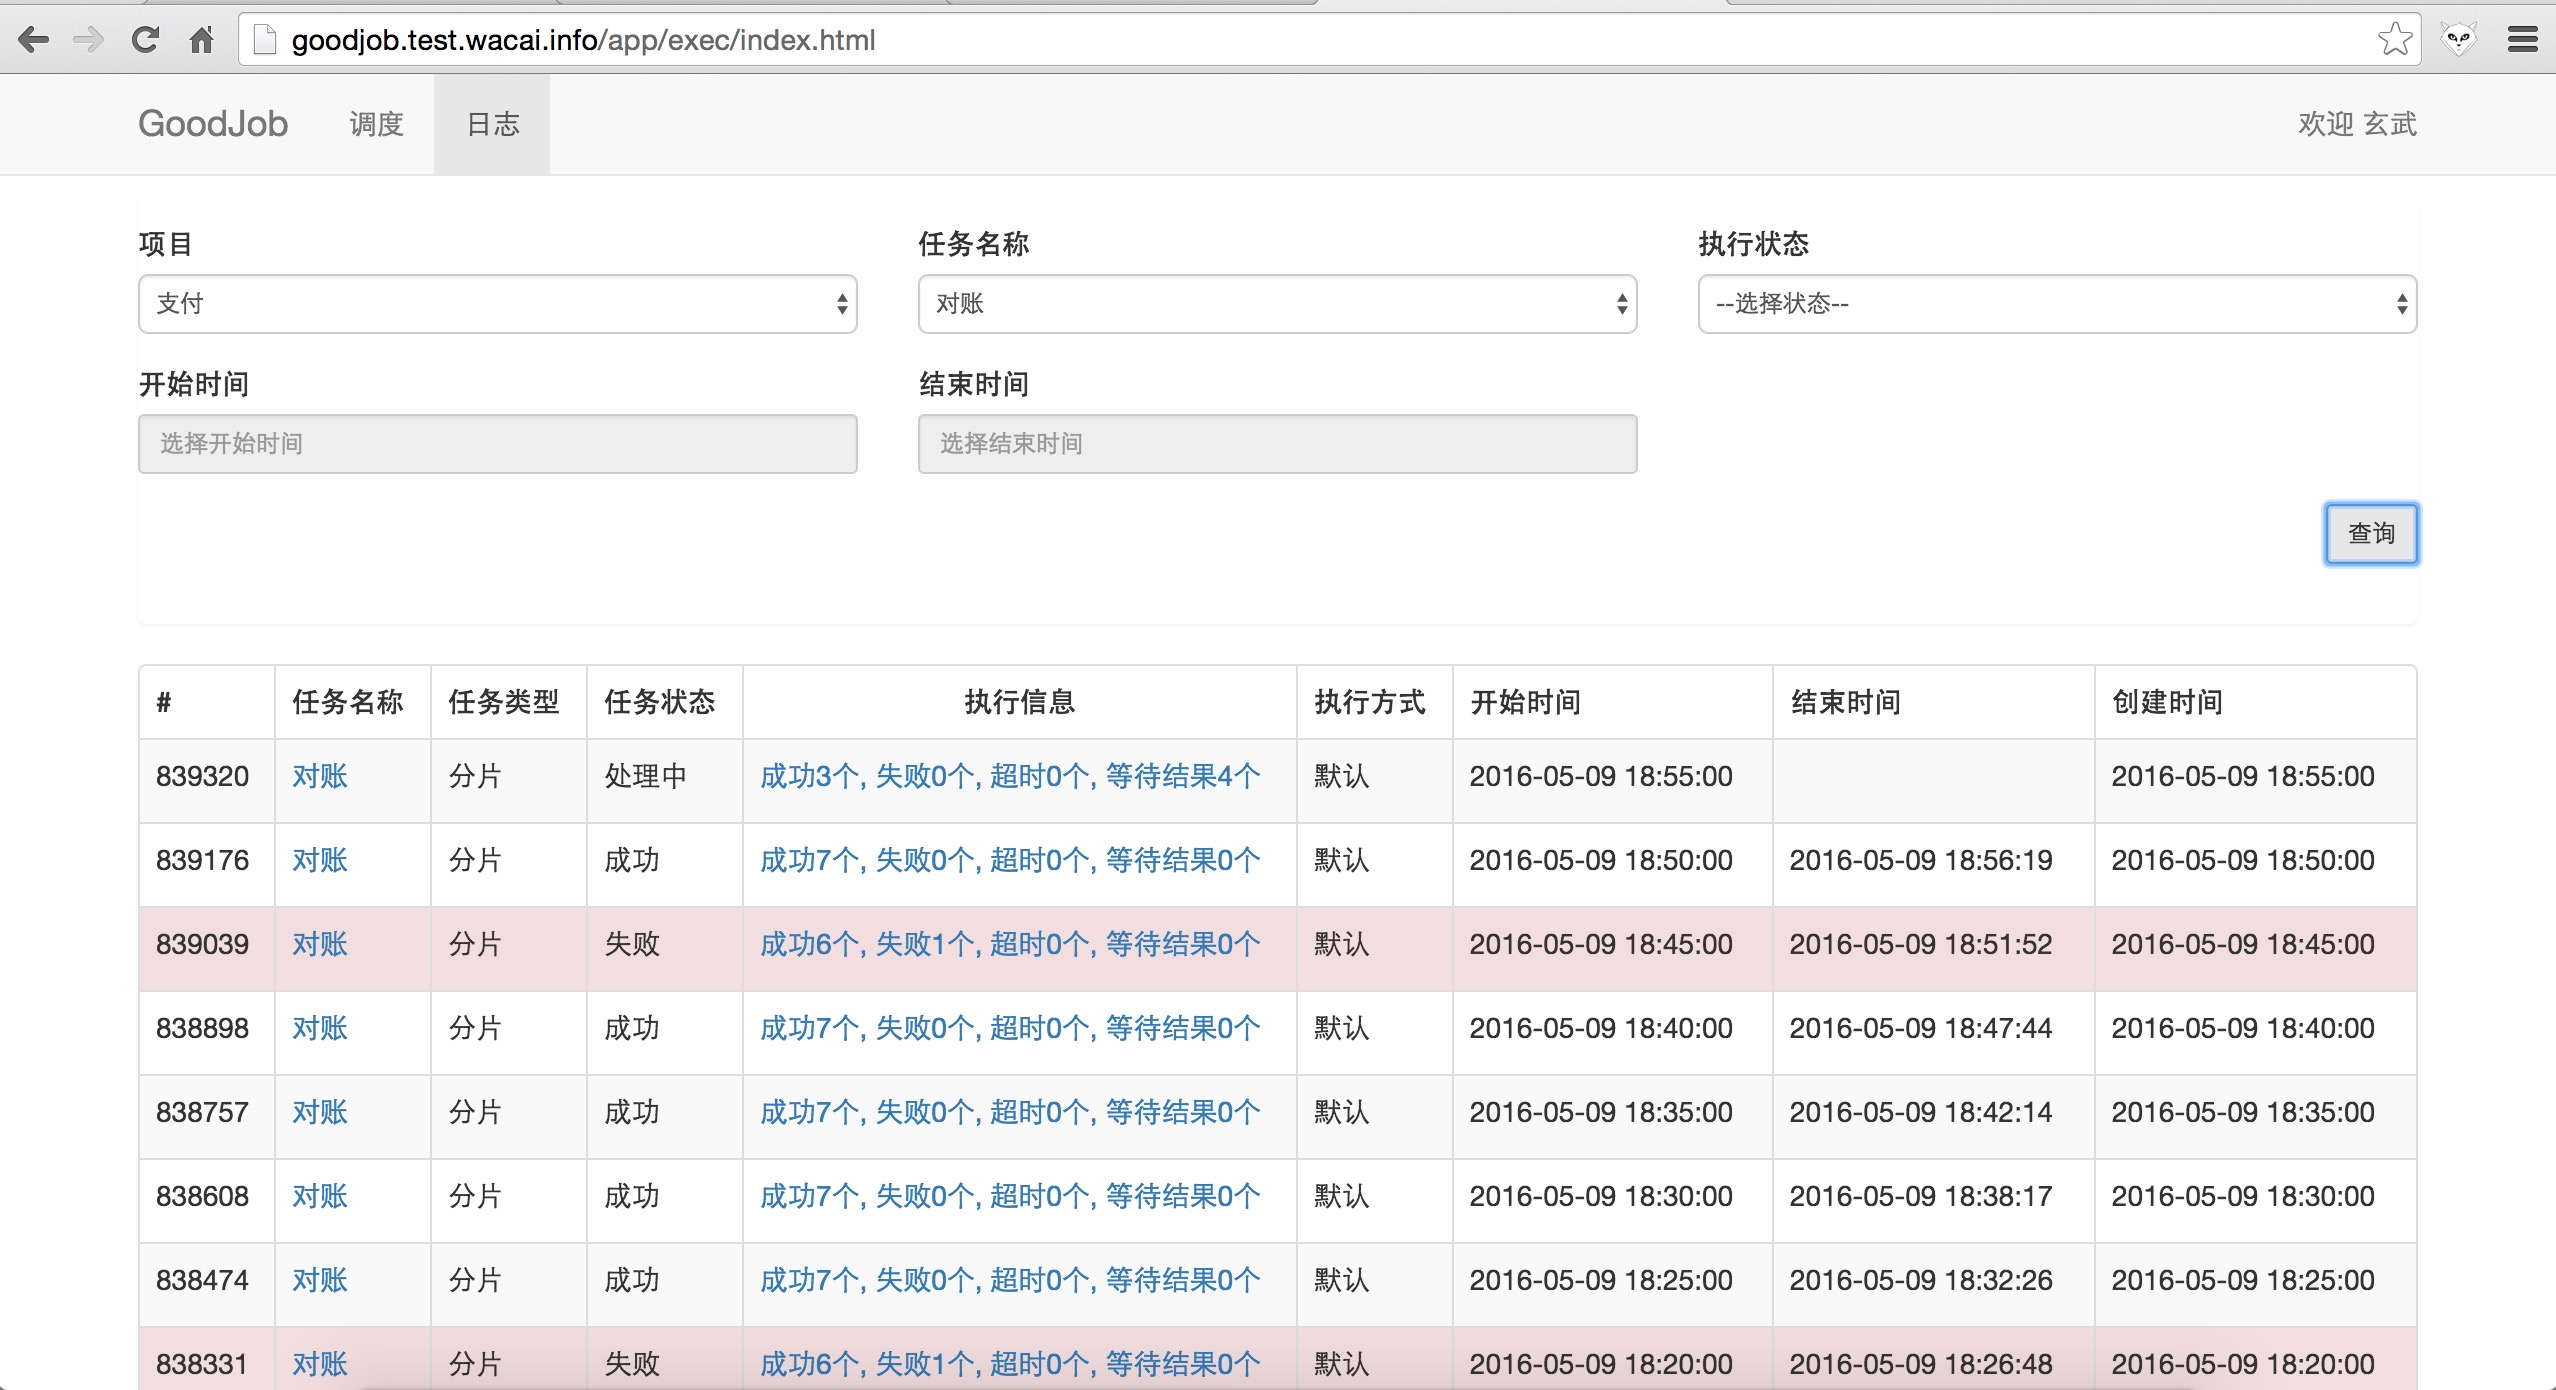 goodjob.test.wacai.info/app/exec/index.html
GoodJob 调度 日志 欢迎 玄武
项目 任务名称 执行状态
支付 对账 --选择状态--
开始时间 结束时间
选择开始时间 选择结束时间
查询
# 任务名称 任务类型 任务状态 执行信息 执行方式 开始时间 结束时间 创建时间
839320 对账 分片 处理中 成功3个, 失败0个, 超时0个, 等待结果4个 默认 2016-05-09 18:55:00 2016-05-09 18:55:00
839176 对账 分片 成功 成功7个, 失败0个, 超时0个, 等待结果0个 默认 2016-05-09 18:50:00 2016-05-09 18:56:19 2016-05-09 18:50:00
839039 对账 分片 失败 成功6个, 失败1个, 超时0个, 等待结果0个 默认 2016-05-09 18:45:00 2016-05-09 18:51:52 2016-05-09 18:45:00
838898 对账 分片 成功 成功7个, 失败0个, 超时0个, 等待结果0个 默认 2016-05-09 18:40:00 2016-05-09 18:47:44 2016-05-09 18:40:00
838757 对账 分片 成功 成功7个, 失败0个, 超时0个, 等待结果0个 默认 2016-05-09 18:35:00 2016-05-09 18:42:14 2016-05-09 18:35:00
838608 对账 分片 成功 成功7个, 失败0个, 超时0个, 等待结果0个 默认 2016-05-09 18:30:00 2016-05-09 18:38:17 2016-05-09 18:30:00
838474 对账 分片 成功 成功7个, 失败0个, 超时0个, 等待结果0个 默认 2016-05-09 18:25:00 2016-05-09 18:32:26 2016-05-09 18:25:00
838331 对账 分片 失败 成功6个, 失败1个, 超时0个, 等待结果0个 默认 2016-05-09 18:20:00 2016-05-09 18:26:48 2016-05-09 18:20:00